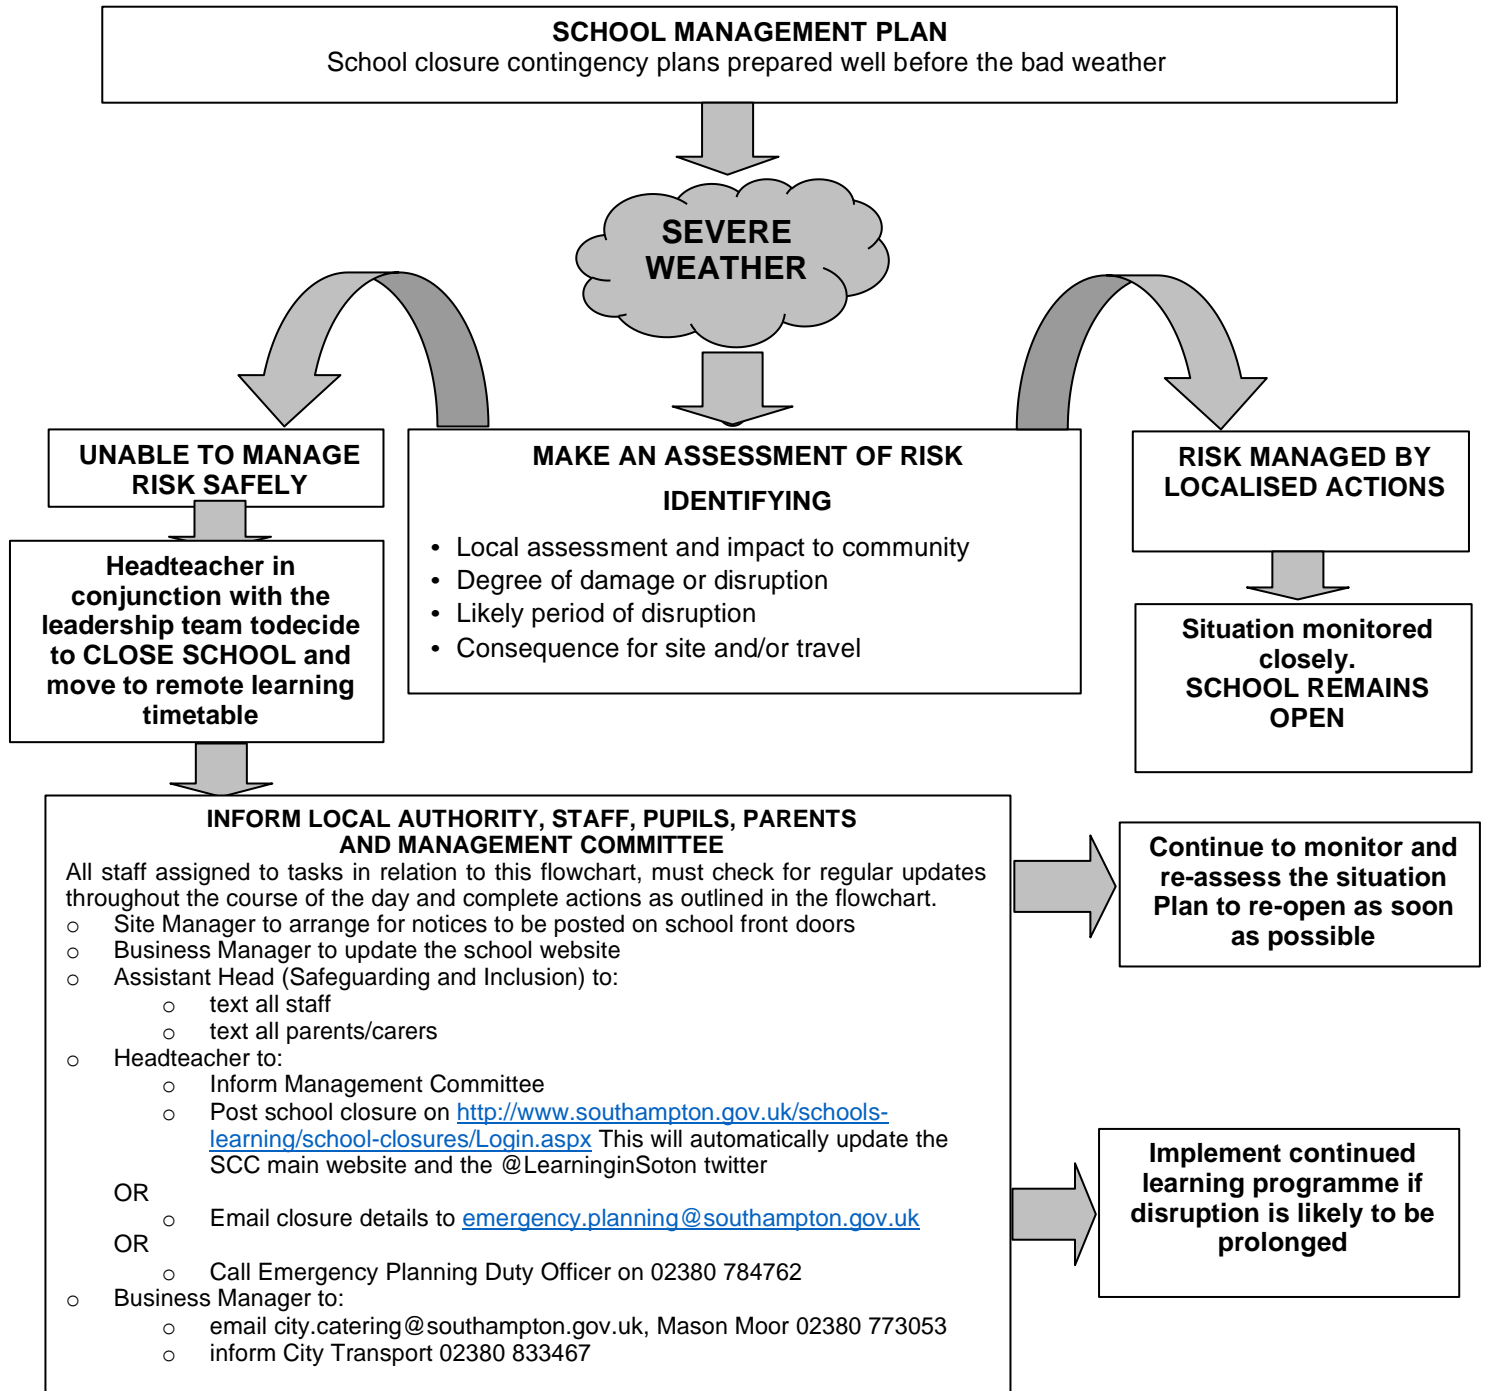 SCHOOL MANAGEMENT PLAN
School closure contingency plans prepared well before the bad weather
SEVERE
WEATHER
UNABLE TO MANAGE
RISK SAFELY
Headteacher in
conjunction with the
leadership team todecide
to CLOSE SCHOOL and
move to remote learning
timetable
MAKE AN ASSESSMENT OF RISK
IDENTIFYING
• Local assessment and impact to community
• Degree of damage or disruption
• Likely period of disruption
• Consequence for site and/or travel
RISK MANAGED BY
LOCALISED ACTIONS
Situation monitored
closely.
SCHOOL REMAINS
OPEN
INFORM LOCAL AUTHORITY, STAFF, PUPILS, PARENTS
AND MANAGEMENT COMMITTEE
All staff assigned to tasks in relation to this flowchart, must check for regular updates
throughout the course of the day and complete actions as outlined in the flowchart.
o Site Manager to arrange for notices to be posted on school front doors
o Business Manager to update the school website
o Assistant Head (Safeguarding and Inclusion) to:
o text all staff
o text all parents/carers
o Headteacher to:
o Inform Management Committee
o Post school closure on http://www.southampton.gov.uk/schools-
learning/school-closures/Login.aspx This will automatically update the
SCC main website and the @LearninginSoton twitter
OR
o Email closure details to emergency.planning@southampton.gov.uk
OR
o Call Emergency Planning Duty Officer on 02380 784762
o Business Manager to:
o email city.catering@southampton.gov.uk, Mason Moor 02380 773053
o inform City Transport 02380 833467
Continue to monitor and
re-assess the situation
Plan to re-open as soon
as possible
Implement continued
learning programme if
disruption is likely to be
prolonged